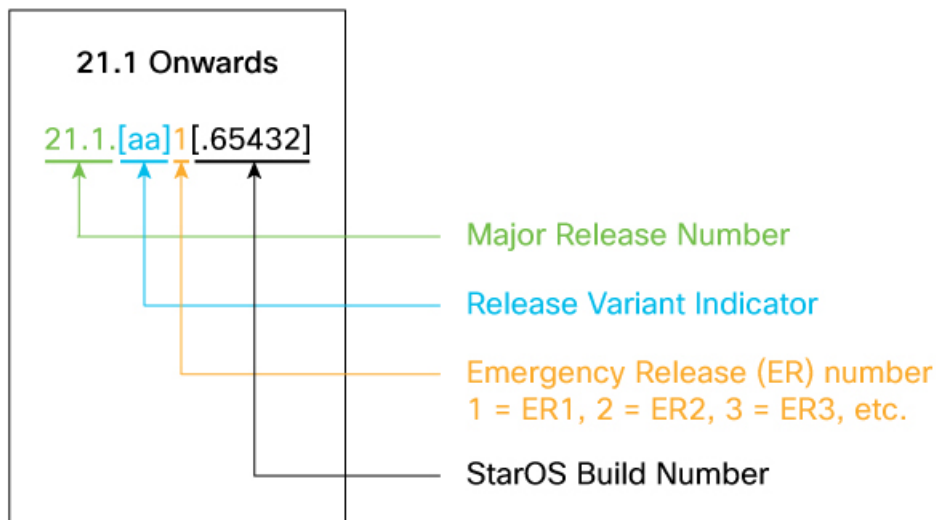 21.1 Onwards
21.1.[aa]1[.65432]
Major Release Number
Release Variant Indicator
Emergency Release (ER) number
1 = ER1, 2 = ER2, 3 = ER3, etc.
StarOS Build Number